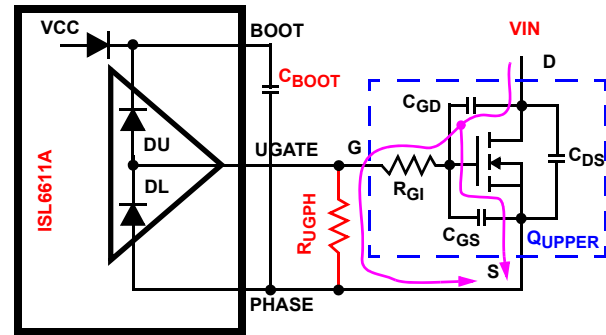 VCC
BOOT
VIN
D
CBOOT
CGD
DU
UGATE
G
CDS
DL
RGI
ISL6611A
RUGPH
CGS
QUPPER
S
PHASE